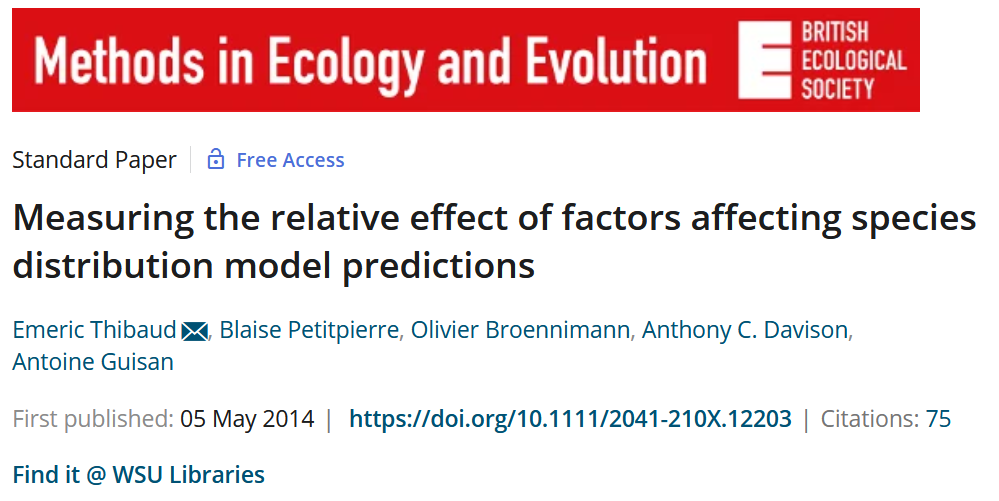 Methods in Ecology and Evolution
BRITISH
ECOLOGICAL
SOCIETY
Standard Paper
Free Access
Measuring the relative effect of factors affecting species
distribution model predictions
Emeric Thibaud, Blaise Petitpierre, Olivier Broennimann, Anthony C. Davison,
Antoine Guisan
First published: 05 May 2014 | https://doi.org/10.1111/2041-210X.12203 | Citations: 75
Find it @ WSU Libraries